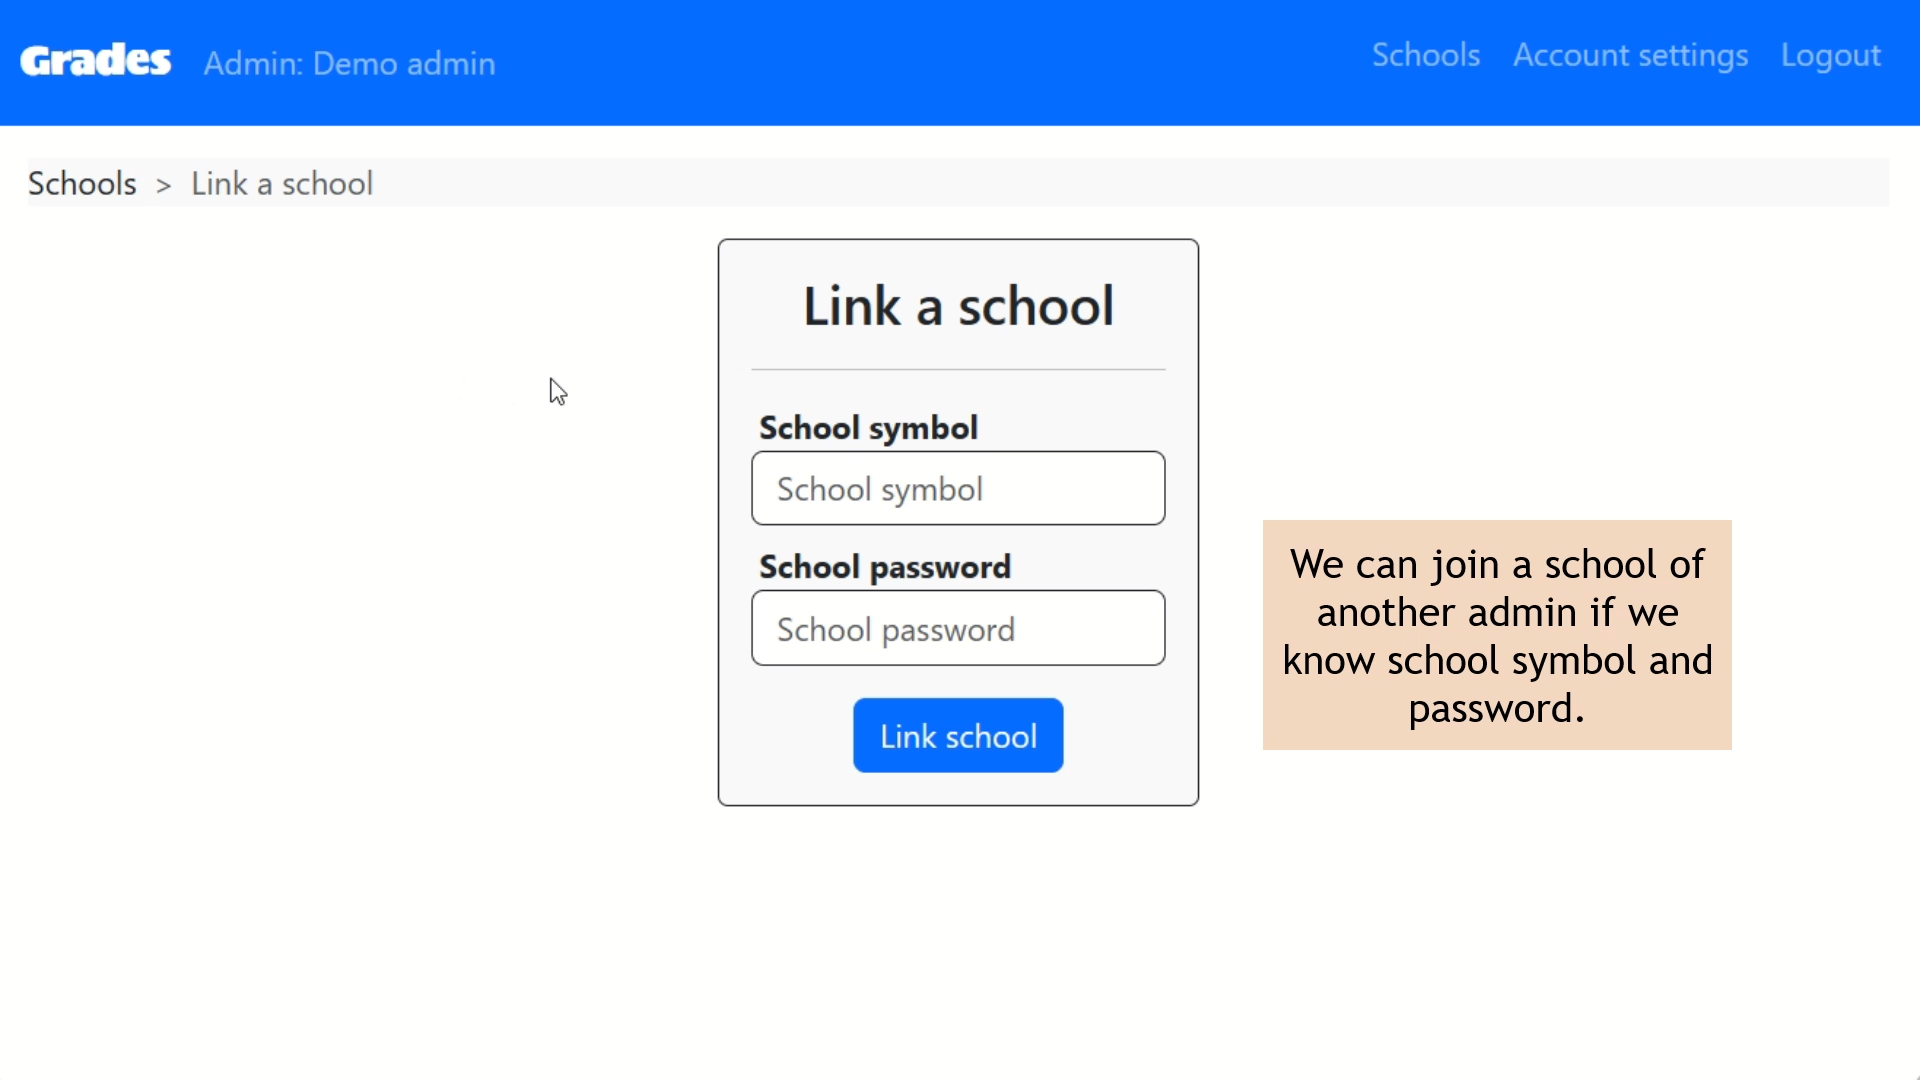 Grades Admin: Demo admin Schools Account settings Logout
Schools > Link a school
Link a school
School symbol
School symbol
School password
School password
Link school
We can join a school of
another admin if we
know school symbol and
password.